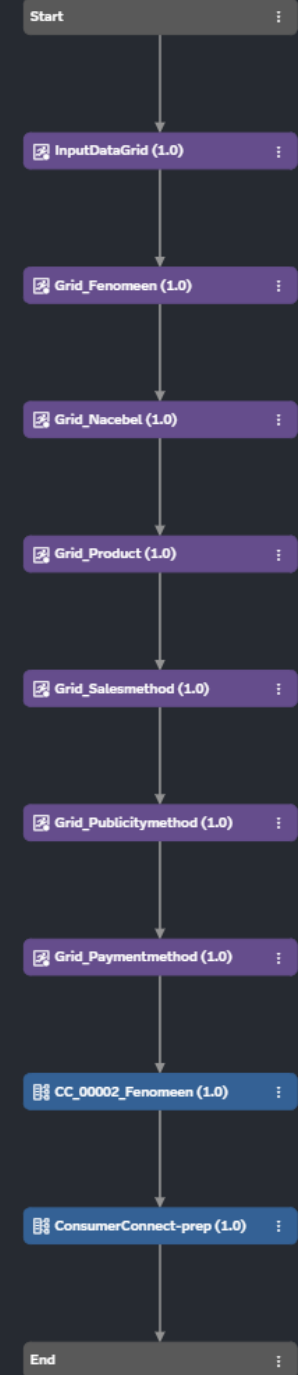 Start
InputDataGrid (1.0)
Grid_Fenomeen (1.0)
Grid_Nacebel (1.0)
Grid_Product (1.0)
Grid_Salesmethod (1.0)
Grid_Publicitymethod (1.0)
Grid_Paymentmethod (1.0)
CC_00002_Fenomeen (1.0)
ConsumerConnect-prep (1.0)
End